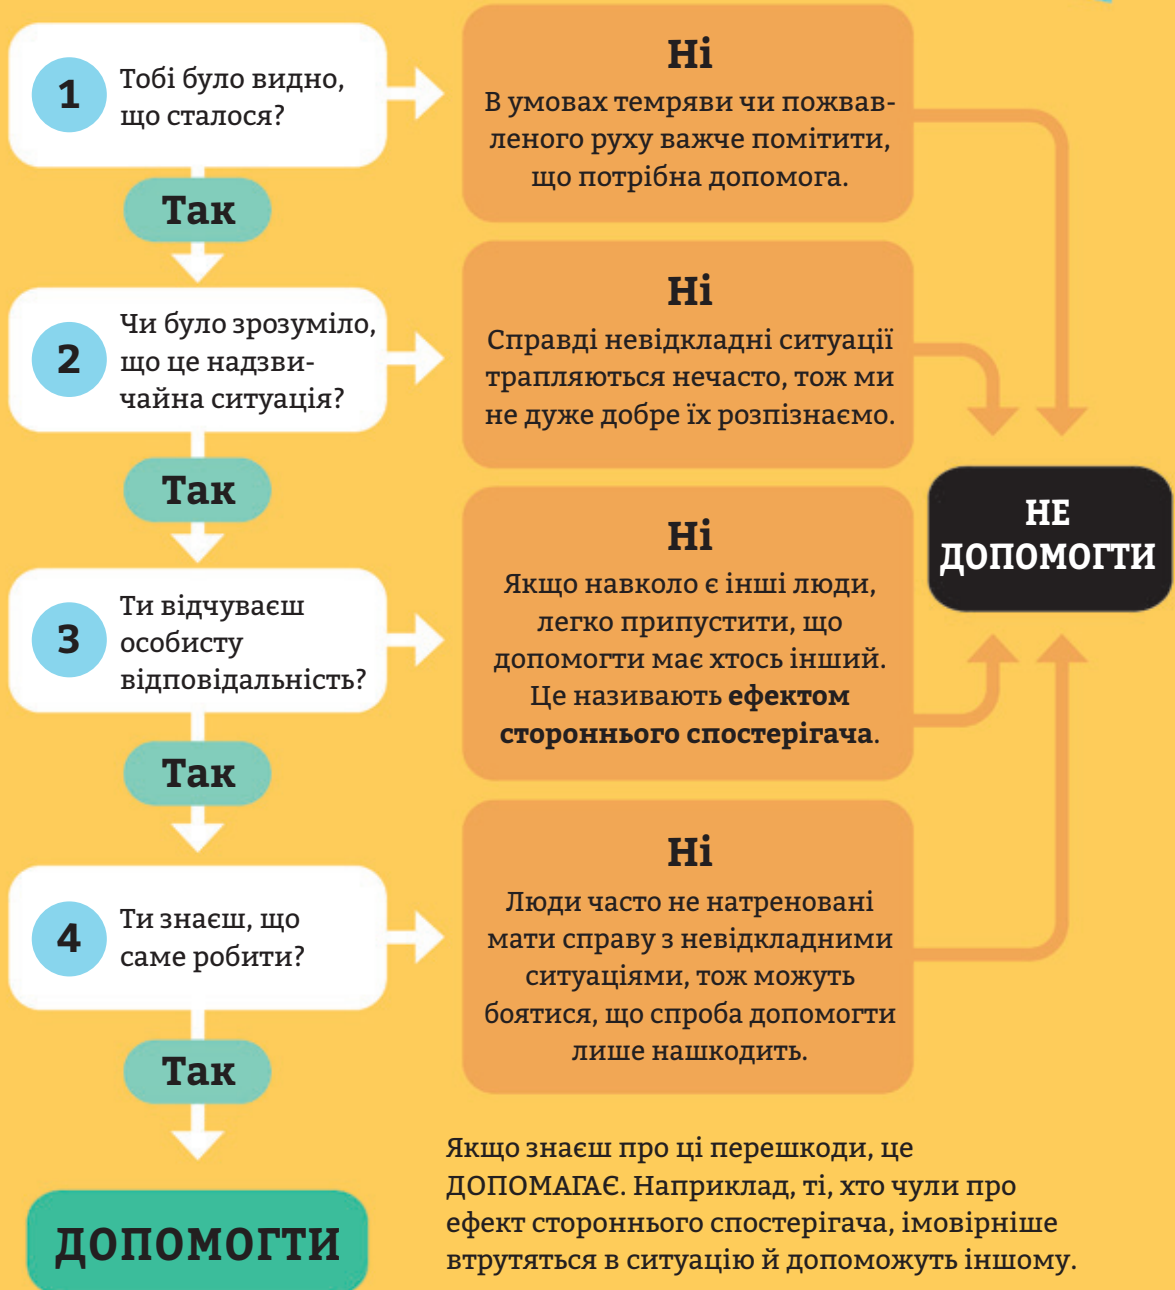 1
Тобі було видно,
що сталося?
Ні
В умовах темряви чи пожвав-
леного руху важче помітити,
що потрібна допомога.
Так
2
Чи було зрозуміло,
що це надзви-
чайна ситуація?
Ні
Справді невідкладні ситуації
трапляються нечасто, тож ми
не дуже добре їх розпізнаємо.
Так
3
Ти відчуваєш
особисту
відповідальність?
Ні
Якщо навколо є інші люди,
легко припустити, що
допомогти має хтось інший.
Це називають ефектом
стороннього спостерігача.
НЕ
ДОПОМОГТИ
Так
4
Ти знаєш, що
саме робити?
Ні
Люди часто не натреновані
мати справу з невідкладними
ситуаціями, тож можуть
боятися, що спроба допомогти
лише нашкодить.
Так
ДОПОМОГТИ
Якщо знаєш про ці перешкоди, це
ДОПОМАГАЄ. Наприклад, ті, хто чули про
ефект стороннього спостерігача, імовірніше
втрутяться в ситуацію й допоможуть іншому.